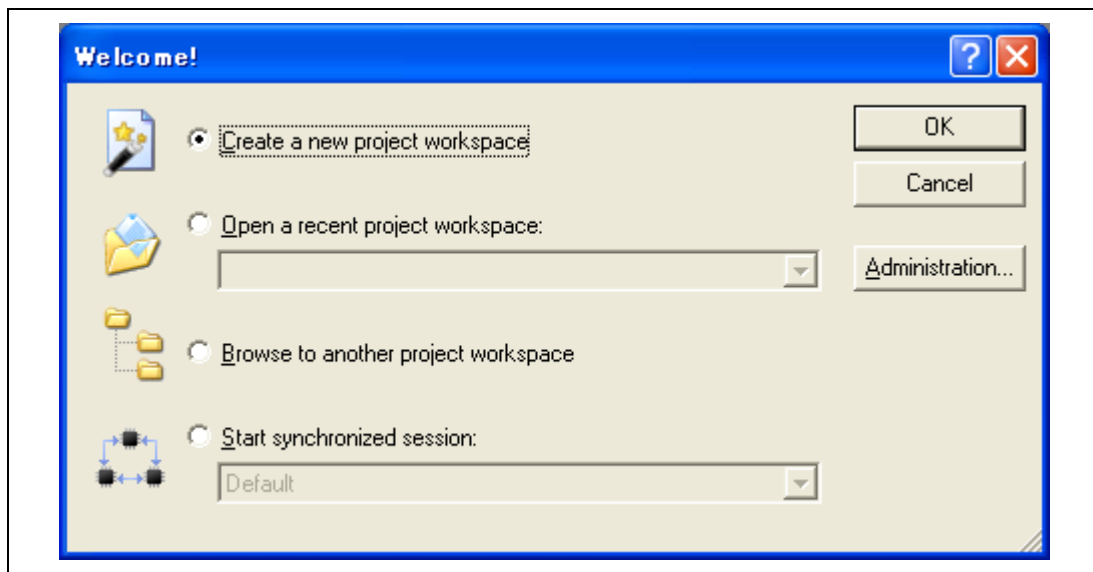 Welcome!
Create a new project workspace
OK
Cancel
Open a recent project workspace:
Administration...
Browse to another project workspace
Start synchronized session:
Default